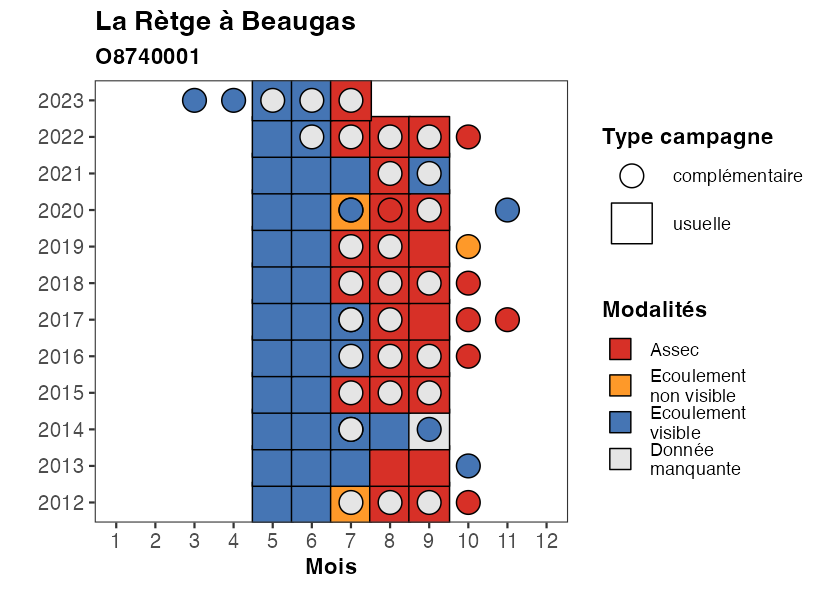 La Rètge à Beaugas
O8740001
2023
2022
2021
2020
2019
2018
2017
2016
2015
2014
2013
2012
1 2 3 4 5 6 7 8 9 10 11 12
Mois
Type campagne
complémentaire
usuelle
Modalités
Assec
Ecoulement
non visible
Ecoulement
visible
Donnée
manquante